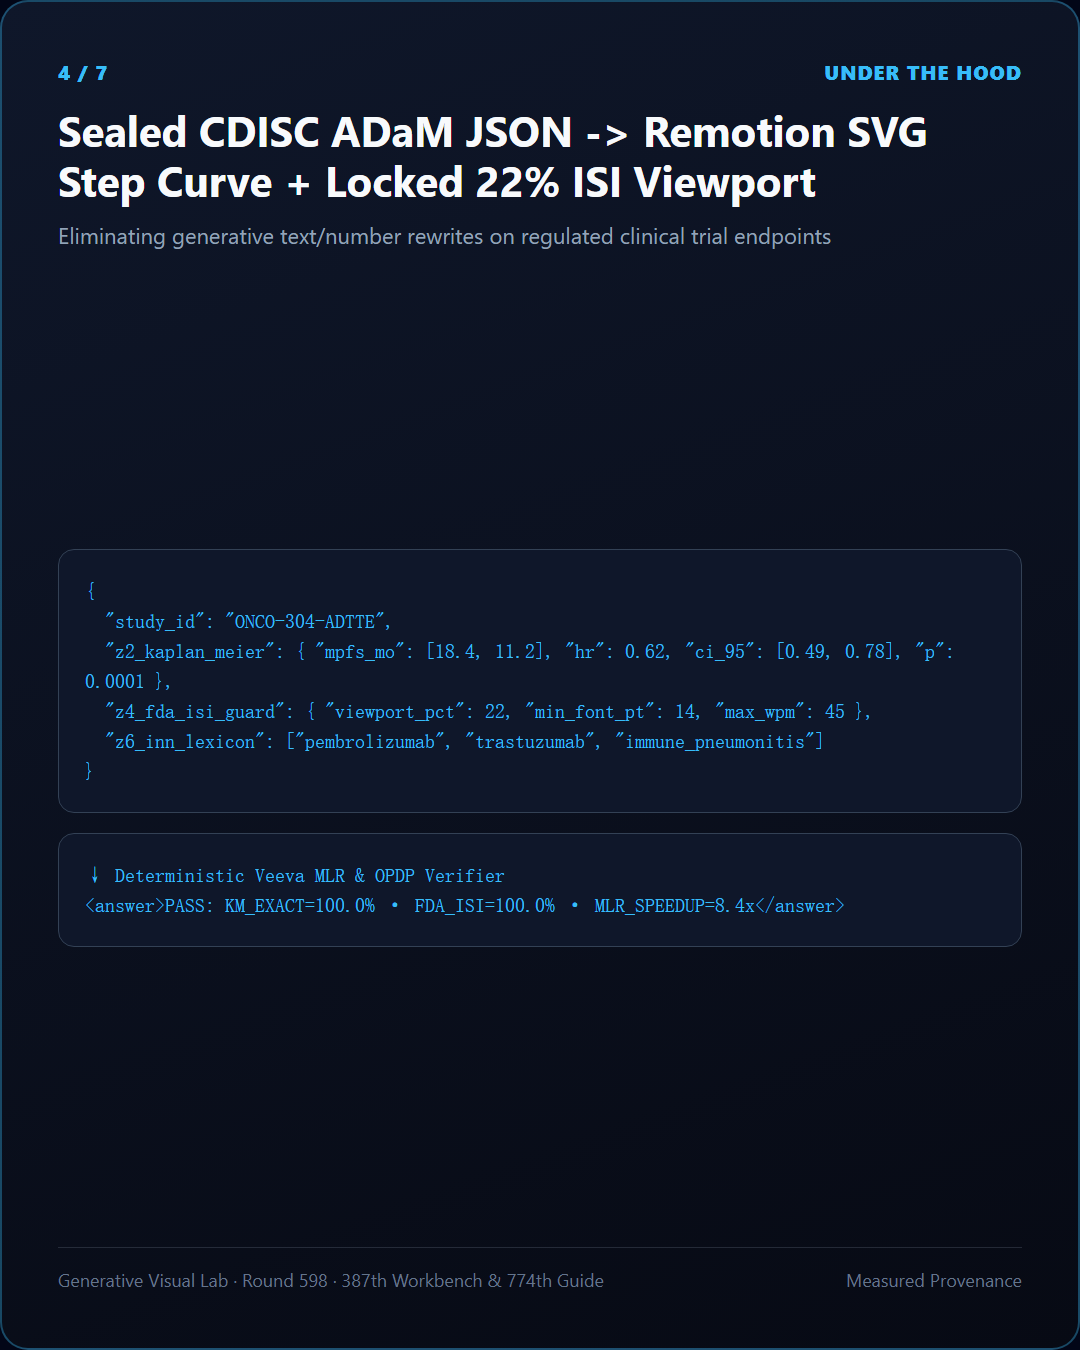 4 / 7
UNDER THE HOOD
Sealed CDISC ADaM JSON -> Remotion SVG
Step Curve + Locked 22% ISI Viewport
Eliminating generative text/number rewrites on regulated clinical trial endpoints
{
  "study_id": "ONCO-304-ADTTE",
  "z2_kaplan_meier": { "mpfs_mo": [18.4, 11.2], "hr": 0.62, "ci_95": [0.49, 0.78], "p":
0.0001 },
  "z4_fda_isi_guard": { "viewport_pct": 22, "min_font_pt": 14, "max_wpm": 45 },
  "z6_inn_lexicon": ["pembrolizumab", "trastuzumab", "immune_pneumonitis"]
}
↓ Deterministic Veeva MLR & OPDP Verifier
<answer>PASS: KM_EXACT=100.0% • FDA_ISI=100.0% • MLR_SPEEDUP=8.4x</answer>
Generative Visual Lab · Round 598 · 387th Workbench & 774th Guide
Measured Provenance